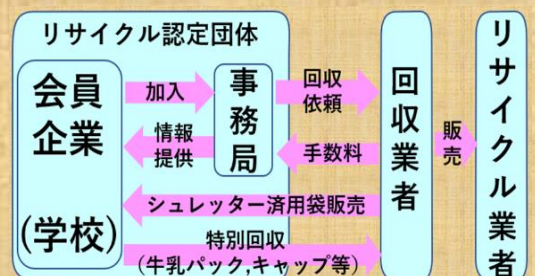 リサイクル認定団体
会員
企業
(学校)
加入
情報
提供
事務局
回収
依頼
手数料
シュレッター済用袋販売
特別回収
(牛乳パック,キャップ等)
回収業者
販売
リサイクル業者